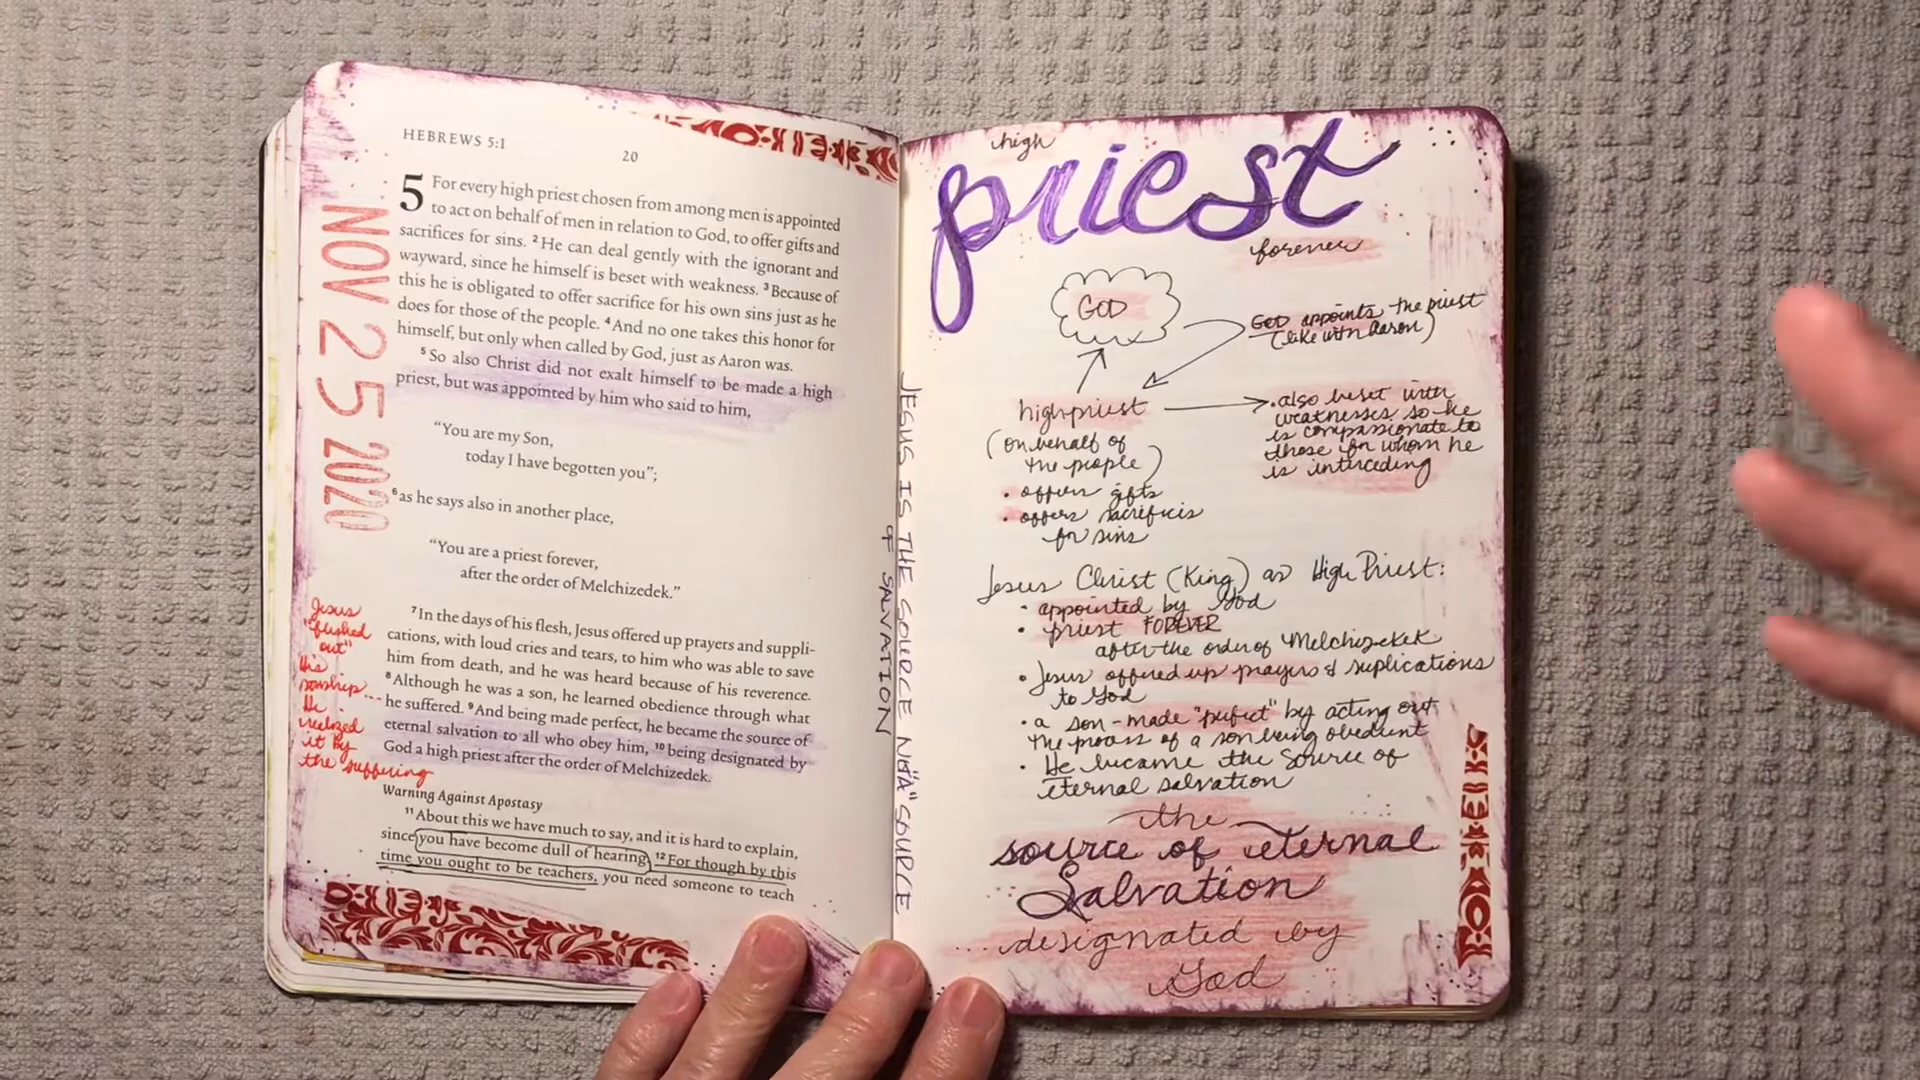 HEBREWS 5:1
20
5 For every high priest chosen from among men is appointed
to act on behalf of men in relation to God, to offer gifts and
sacrifices for sins. 2 He can deal gently with the ignorant and
wayward, since he himself is beset with weakness. 3 Because of
this he is obligated to offer sacrifice for his own sins just as he
does for those of the people. 4 And no one takes this honor for
himself, but only when called by God, just as Aaron was.
5 So also Christ did not exalt himself to be made a high
priest, but was appointed by him who said to him,
“You are my Son,
today I have begotten you”;
6 as he says also in another place,
“You are a priest forever,
after the order of Melchizedek.”
7 In the days of his flesh, Jesus offered up prayers and suppli-
cations, with loud cries and tears, to him who was able to save
him from death, and he was heard because of his reverence.
8 Although he was a son, he learned obedience through what
he suffered. 9 And being made perfect, he became the source of
eternal salvation to all who obey him, 10 being designated by
God a high priest after the order of Melchizedek.
Warning Against Apostasy
11 About this we have much to say, and it is hard to explain,
since you have become dull of hearing. 12 For though by this
time you ought to be teachers, you need someone to teach
NOV 25 2020
Jesus
"fleshed
out"
His
sonship...
He
realized
it by
the suffering
JESUS IS THE SOURCE NOT "A" SOURCE
OF SALVATION
high
priest
forever
GOD
GOD appoints the priest
(like with Aaron)
high priest
(on behalf of
the people)
• offers gifts
• offers sacrifices
for sins
• also beset with
weaknesses so he
is compassionate to
those for whom he
is interceding
Jesus Christ (King) as High Priest:
• appointed by God
• priest FOREVER
after the order of Melchizekek
• Jesus offered up prayers & suplications
to God
• a son - made "perfect" by acting out
the process of a son being obedient
• He became the source of
eternal salvation
the
source of eternal
Salvation
designated by
God